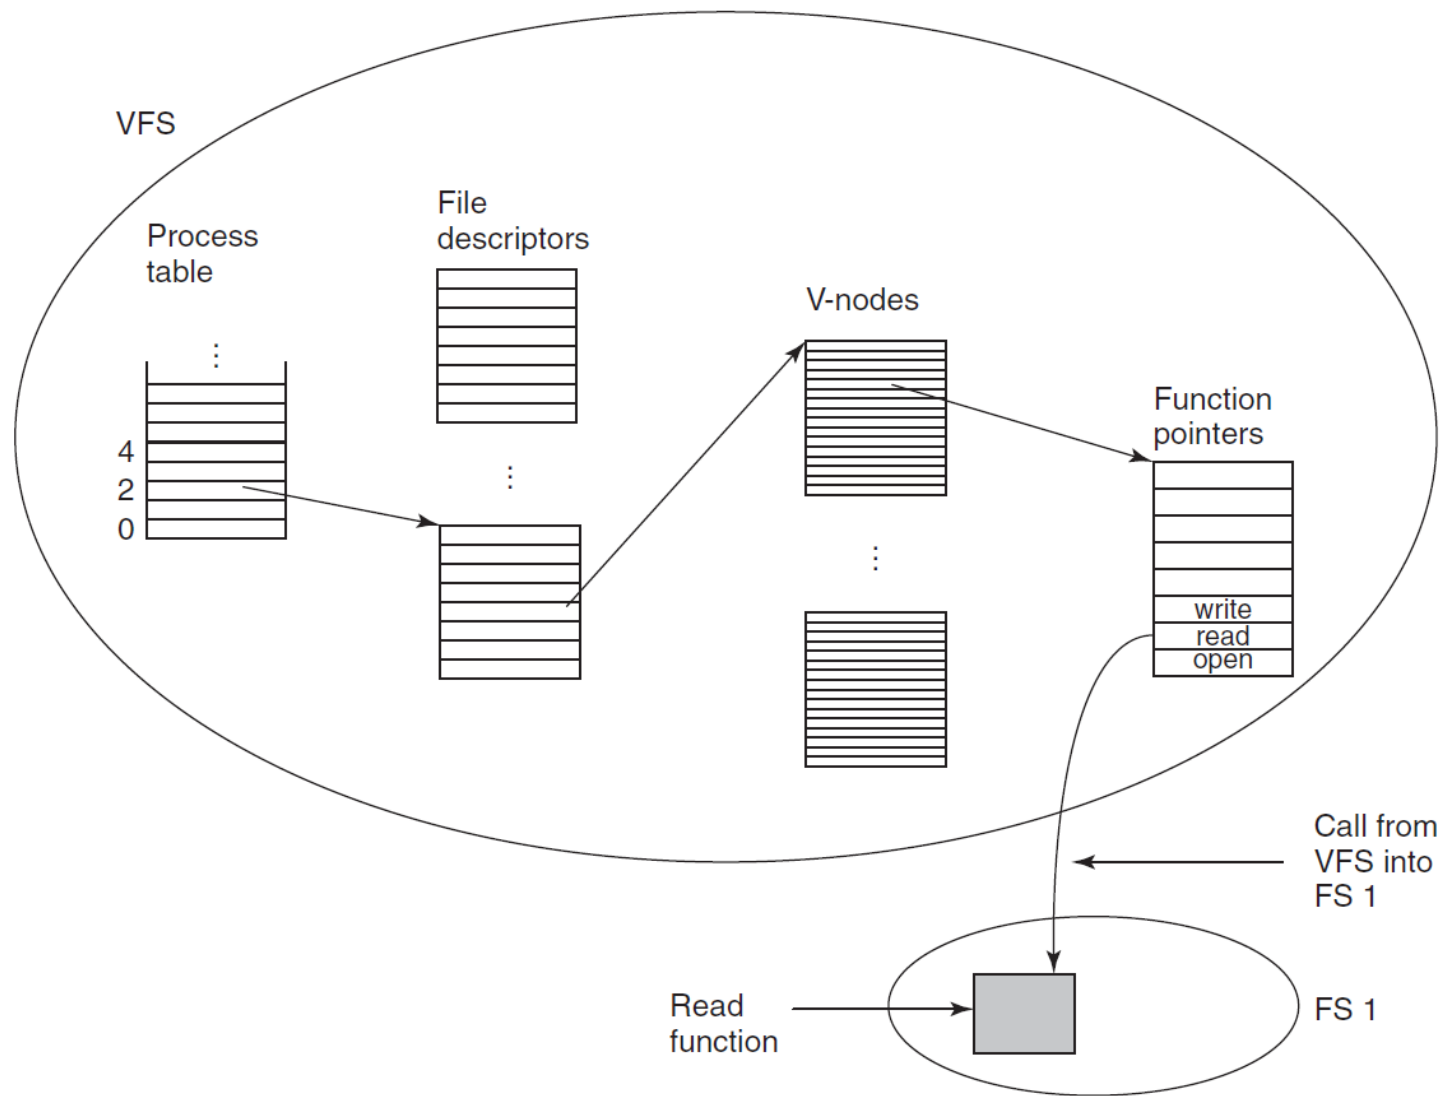 VFS
Process
table
4
2
0
File
descriptors
V-nodes
Function
pointers
write
read
open
Call from
VFS into
FS 1
Read
function
FS 1